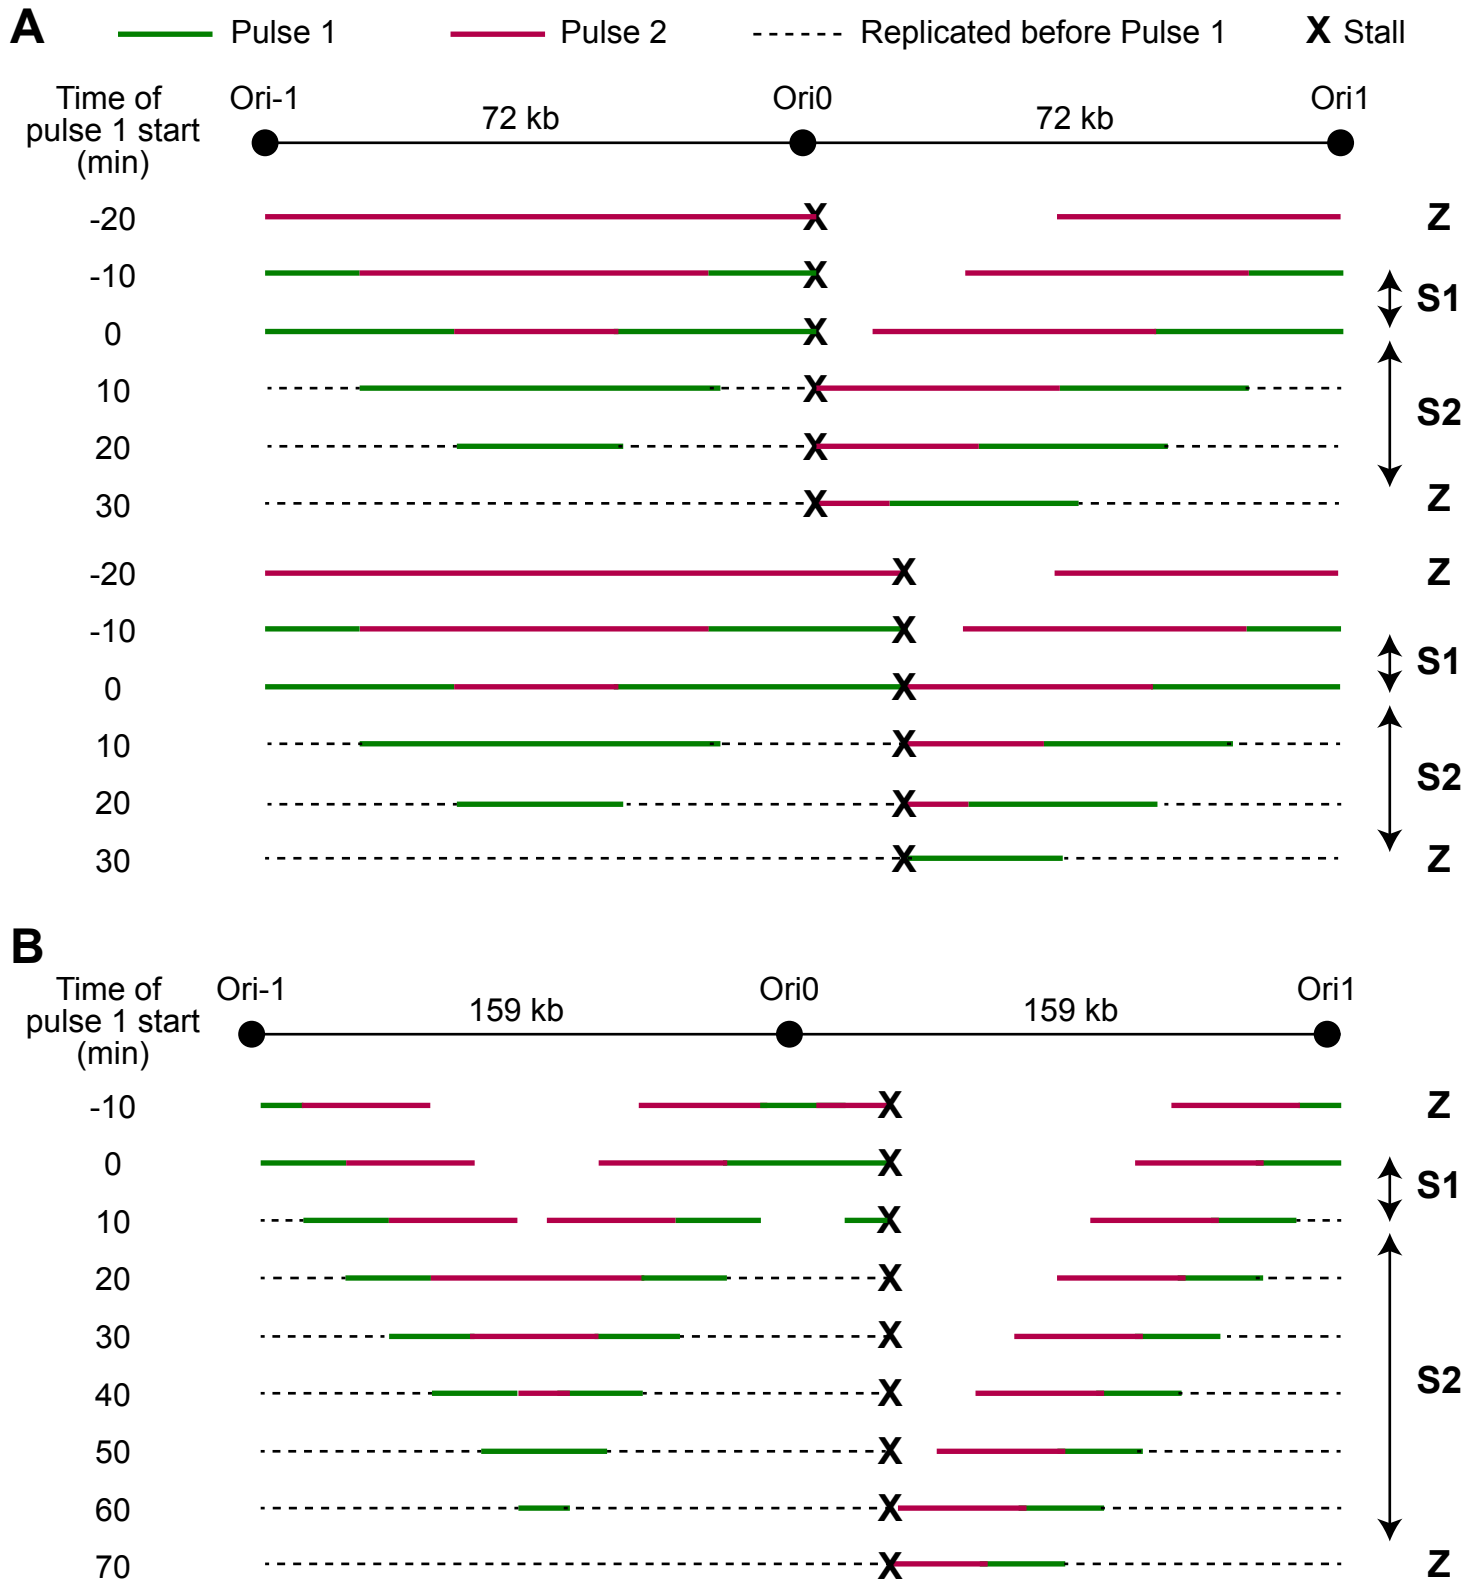 A
Pulse 1
Pulse 2
Replicated before Pulse 1
X Stall
Time of
pulse 1 start
(min)
Ori-1
72 kb
Ori0
72 kb
Ori1
-20 X Z
-10 X
S1
0 X
10 X
S2
20 X
30 X Z
-20 X Z
-10 X
S1
0 X
10 X
S2
20 X
30 X Z
B
Time of
pulse 1 start
(min)
Ori-1
159 kb
Ori0
159 kb
Ori1
-10 X Z
0 X
S1
10 X
20 X
30 X
S2
40 X
50 X
60 X
70 X Z